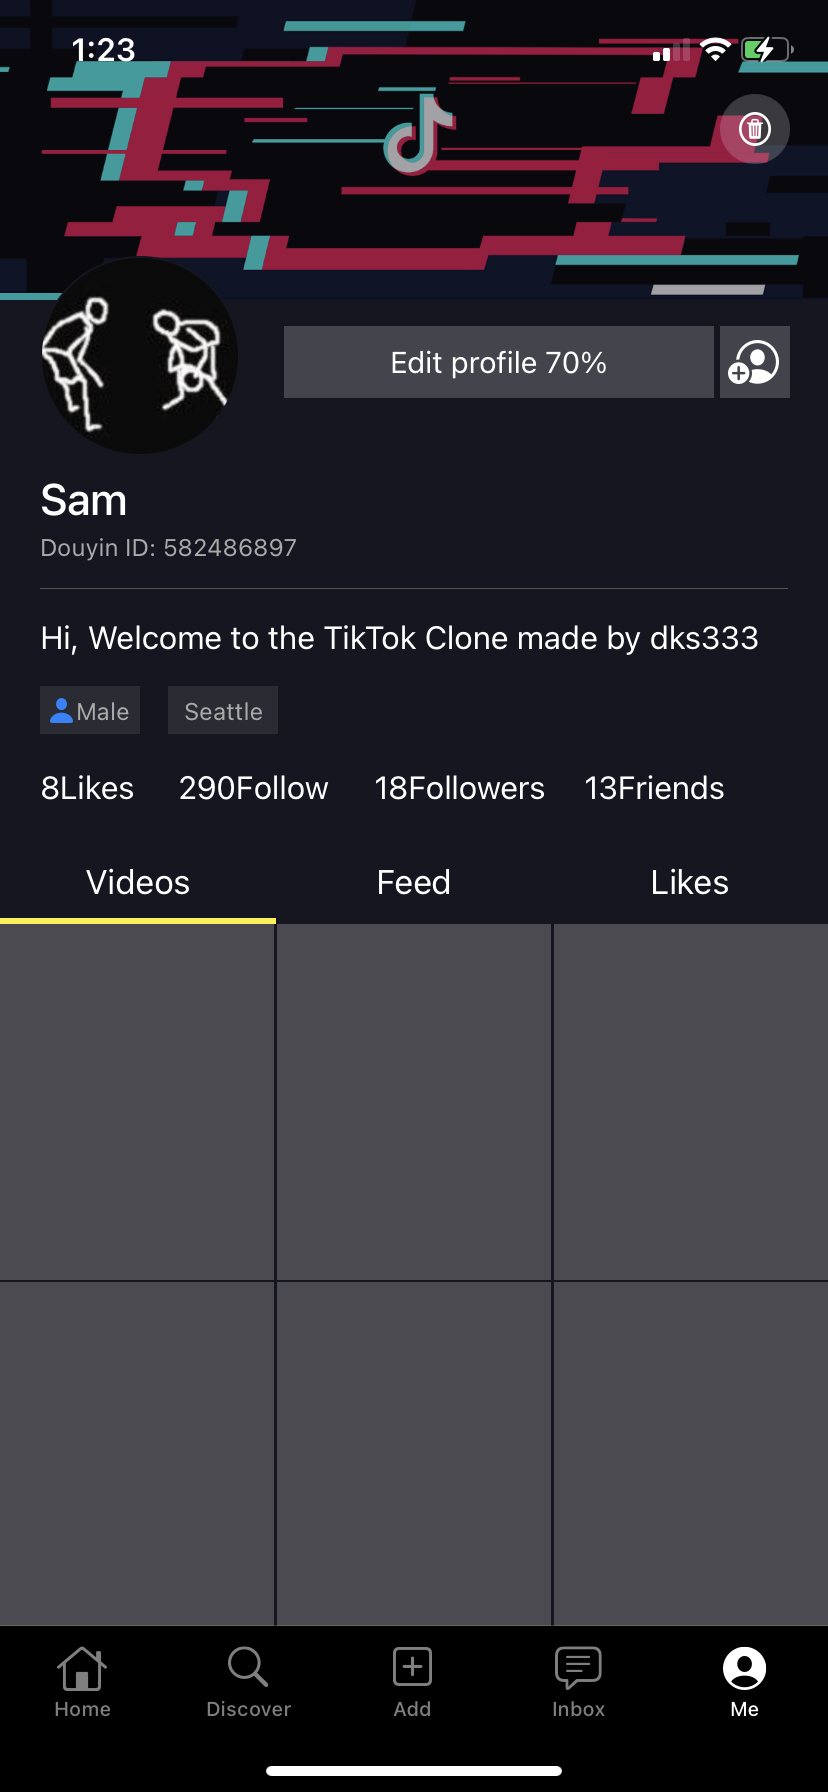 1:23
Edit profile 70%
Sam
Douyin ID: 582486897
Hi, Welcome to the TikTok Clone made by dks333
Male Seattle
8Likes 290Follow 18Followers 13Friends
Videos Feed Likes
Home Discover Add Inbox Me